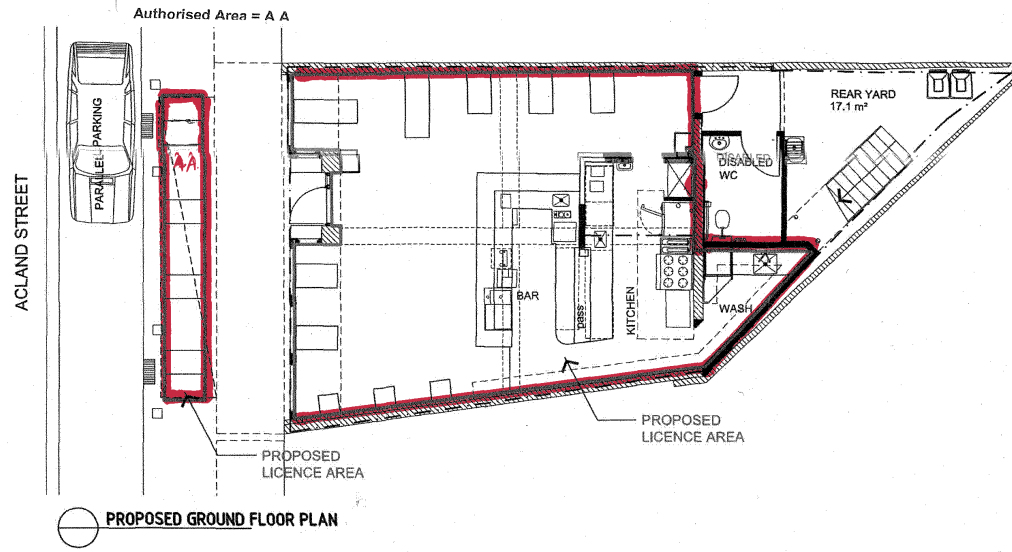 Authorised Area = A A
ACLAND STREET
PARALLEL PARKING
AA
REAR YARD
17.1 m²
DISABLED
WC
BAR
pass
KITCHEN
WASH
PROPOSED
LICENCE AREA
PROPOSED
LICENCE AREA
PROPOSED GROUND FLOOR PLAN